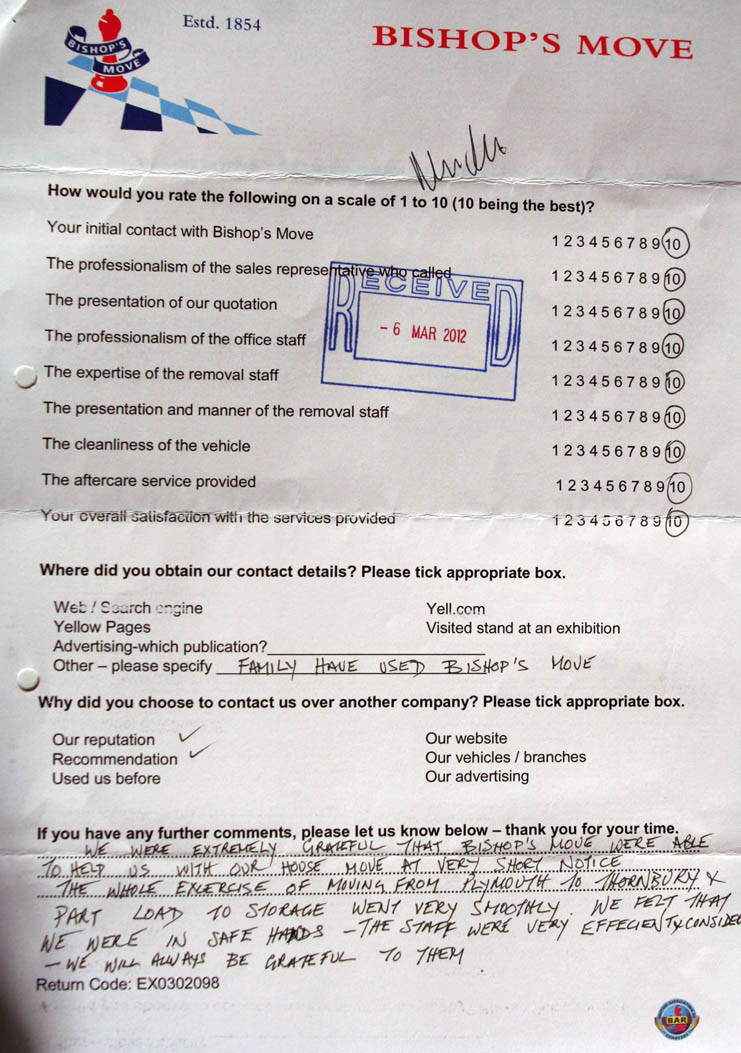 BISHOP'S
MOVE
Estd. 1854
BISHOP'S MOVE
How would you rate the following on a scale of 1 to 10 (10 being the best)?
Your initial contact with Bishop's Move 1 2 3 4 5 6 7 8 9 10
The professionalism of the sales representative who called 1 2 3 4 5 6 7 8 9 10
RECEIVED
The presentation of our quotation 1 2 3 4 5 6 7 8 9 10
- 6 MAR 2012
The professionalism of the office staff 1 2 3 4 5 6 7 8 9 10
The expertise of the removal staff 1 2 3 4 5 6 7 8 9 10
The presentation and manner of the removal staff 1 2 3 4 5 6 7 8 9 10
The cleanliness of the vehicle 1 2 3 4 5 6 7 8 9 10
The aftercare service provided 1 2 3 4 5 6 7 8 9 10
Your overall satisfaction with the services provided 1 2 3 4 5 6 7 8 9 10
Where did you obtain our contact details? Please tick appropriate box.
Web / Search engine Yell.com
Yellow Pages Visited stand at an exhibition
Advertising-which publication?
Other – please specify FAMILY HAVE USED BISHOP'S MOVE
Why did you choose to contact us over another company? Please tick appropriate box.
Our reputation ✓ Our website
Recommendation ✓ Our vehicles / branches
Used us before Our advertising
If you have any further comments, please let us know below – thank you for your time.
WE WERE EXTREMELY GRATEFUL THAT BISHOP'S MOVE WERE ABLE
TO HELP US WITH OUR HOUSE MOVE AT VERY SHORT NOTICE
THE WHOLE EXCERCISE OF MOVING FROM PLYMOUTH TO THORNBURY &
PART LOAD TO STORAGE WENT VERY SMOOTHLY. WE FELT THAT
WE WERE IN SAFE HANDS - THE STAFF WERE VERY EFFECIENT & CONSIDE
- WE WILL ALWAYS BE GRATEFUL TO THEM.
Return Code: EX0302098
BAR